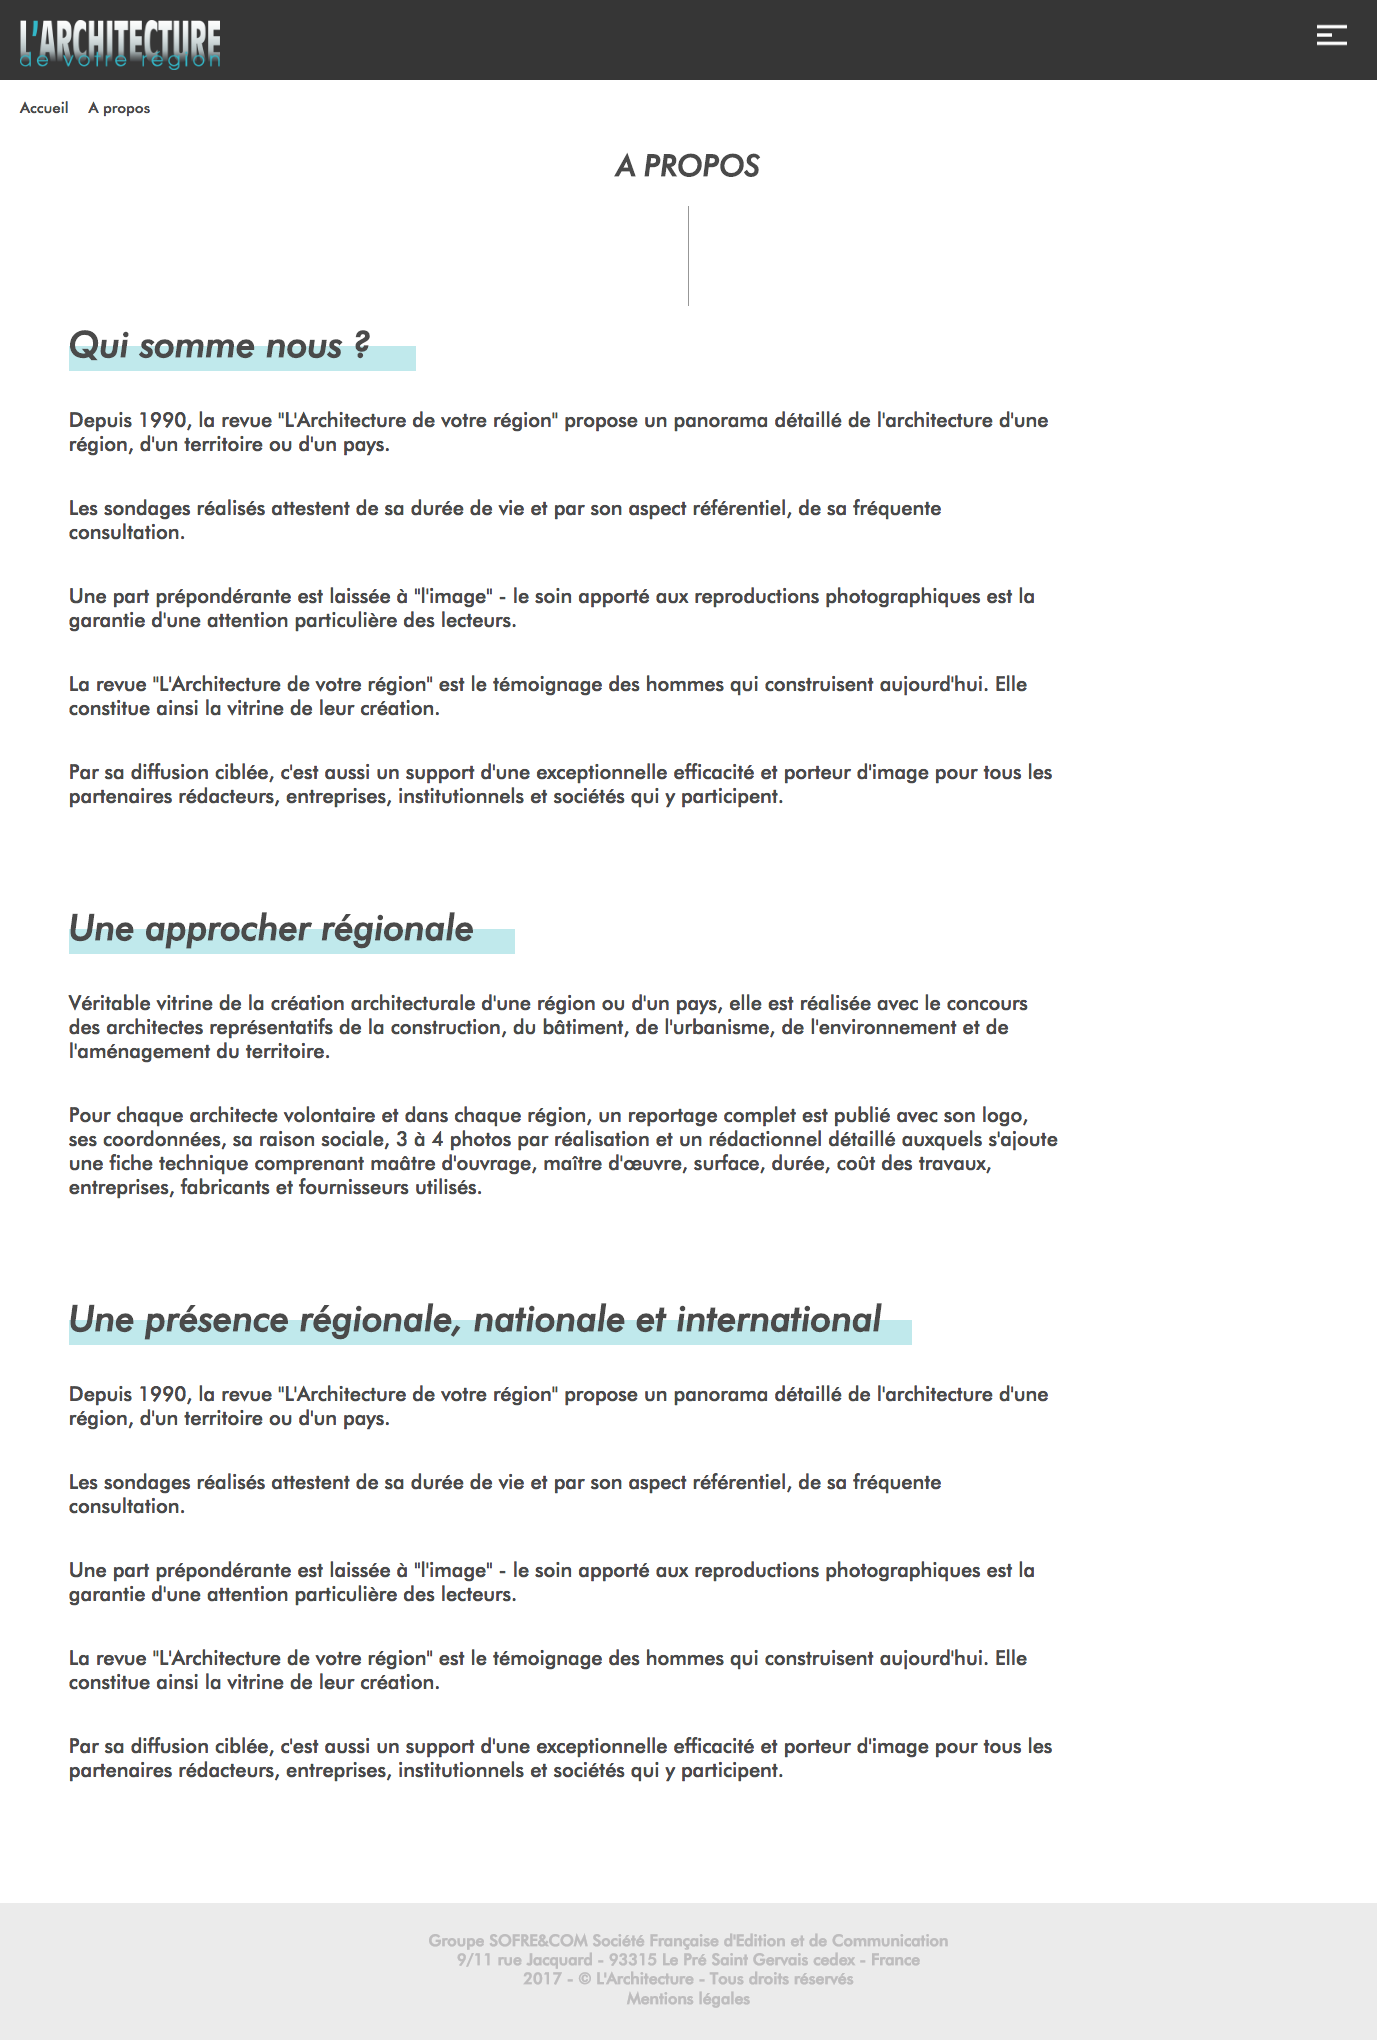 L'ARCHITECTURE
de votre région
Accueil A propos
A PROPOS
Qui somme nous ?
Depuis 1990, la revue "L'Architecture de votre région" propose un panorama détaillé de l'architecture d'une
région, d'un territoire ou d'un pays.
Les sondages réalisés attestent de sa durée de vie et par son aspect référentiel, de sa fréquente
consultation.
Une part prépondérante est laissée à "l'image" - le soin apporté aux reproductions photographiques est la
garantie d'une attention particulière des lecteurs.
La revue "L'Architecture de votre région" est le témoignage des hommes qui construisent aujourd'hui. Elle
constitue ainsi la vitrine de leur création.
Par sa diffusion ciblée, c'est aussi un support d'une exceptionnelle efficacité et porteur d'image pour tous les
partenaires rédacteurs, entreprises, institutionnels et sociétés qui y participent.
Une approcher régionale
Véritable vitrine de la création architecturale d'une région ou d'un pays, elle est réalisée avec le concours
des architectes représentatifs de la construction, du bâtiment, de l'urbanisme, de l'environnement et de
l'aménagement du territoire.
Pour chaque architecte volontaire et dans chaque région, un reportage complet est publié avec son logo,
ses coordonnées, sa raison sociale, 3 à 4 photos par réalisation et un rédactionnel détaillé auxquels s'ajoute
une fiche technique comprenant maâtre d'ouvrage, maître d'œuvre, surface, durée, coût des travaux,
entreprises, fabricants et fournisseurs utilisés.
Une présence régionale, nationale et international
Depuis 1990, la revue "L'Architecture de votre région" propose un panorama détaillé de l'architecture d'une
région, d'un territoire ou d'un pays.
Les sondages réalisés attestent de sa durée de vie et par son aspect référentiel, de sa fréquente
consultation.
Une part prépondérante est laissée à "l'image" - le soin apporté aux reproductions photographiques est la
garantie d'une attention particulière des lecteurs.
La revue "L'Architecture de votre région" est le témoignage des hommes qui construisent aujourd'hui. Elle
constitue ainsi la vitrine de leur création.
Par sa diffusion ciblée, c'est aussi un support d'une exceptionnelle efficacité et porteur d'image pour tous les
partenaires rédacteurs, entreprises, institutionnels et sociétés qui y participent.
Groupe SOFRE&COM Société Française d'Edition et de Communication
9/11 rue Jacquard - 93315 Le Pré Saint Gervais cedex - France
2017 - © L'Architecture - Tous droits réservés
Mentions légales